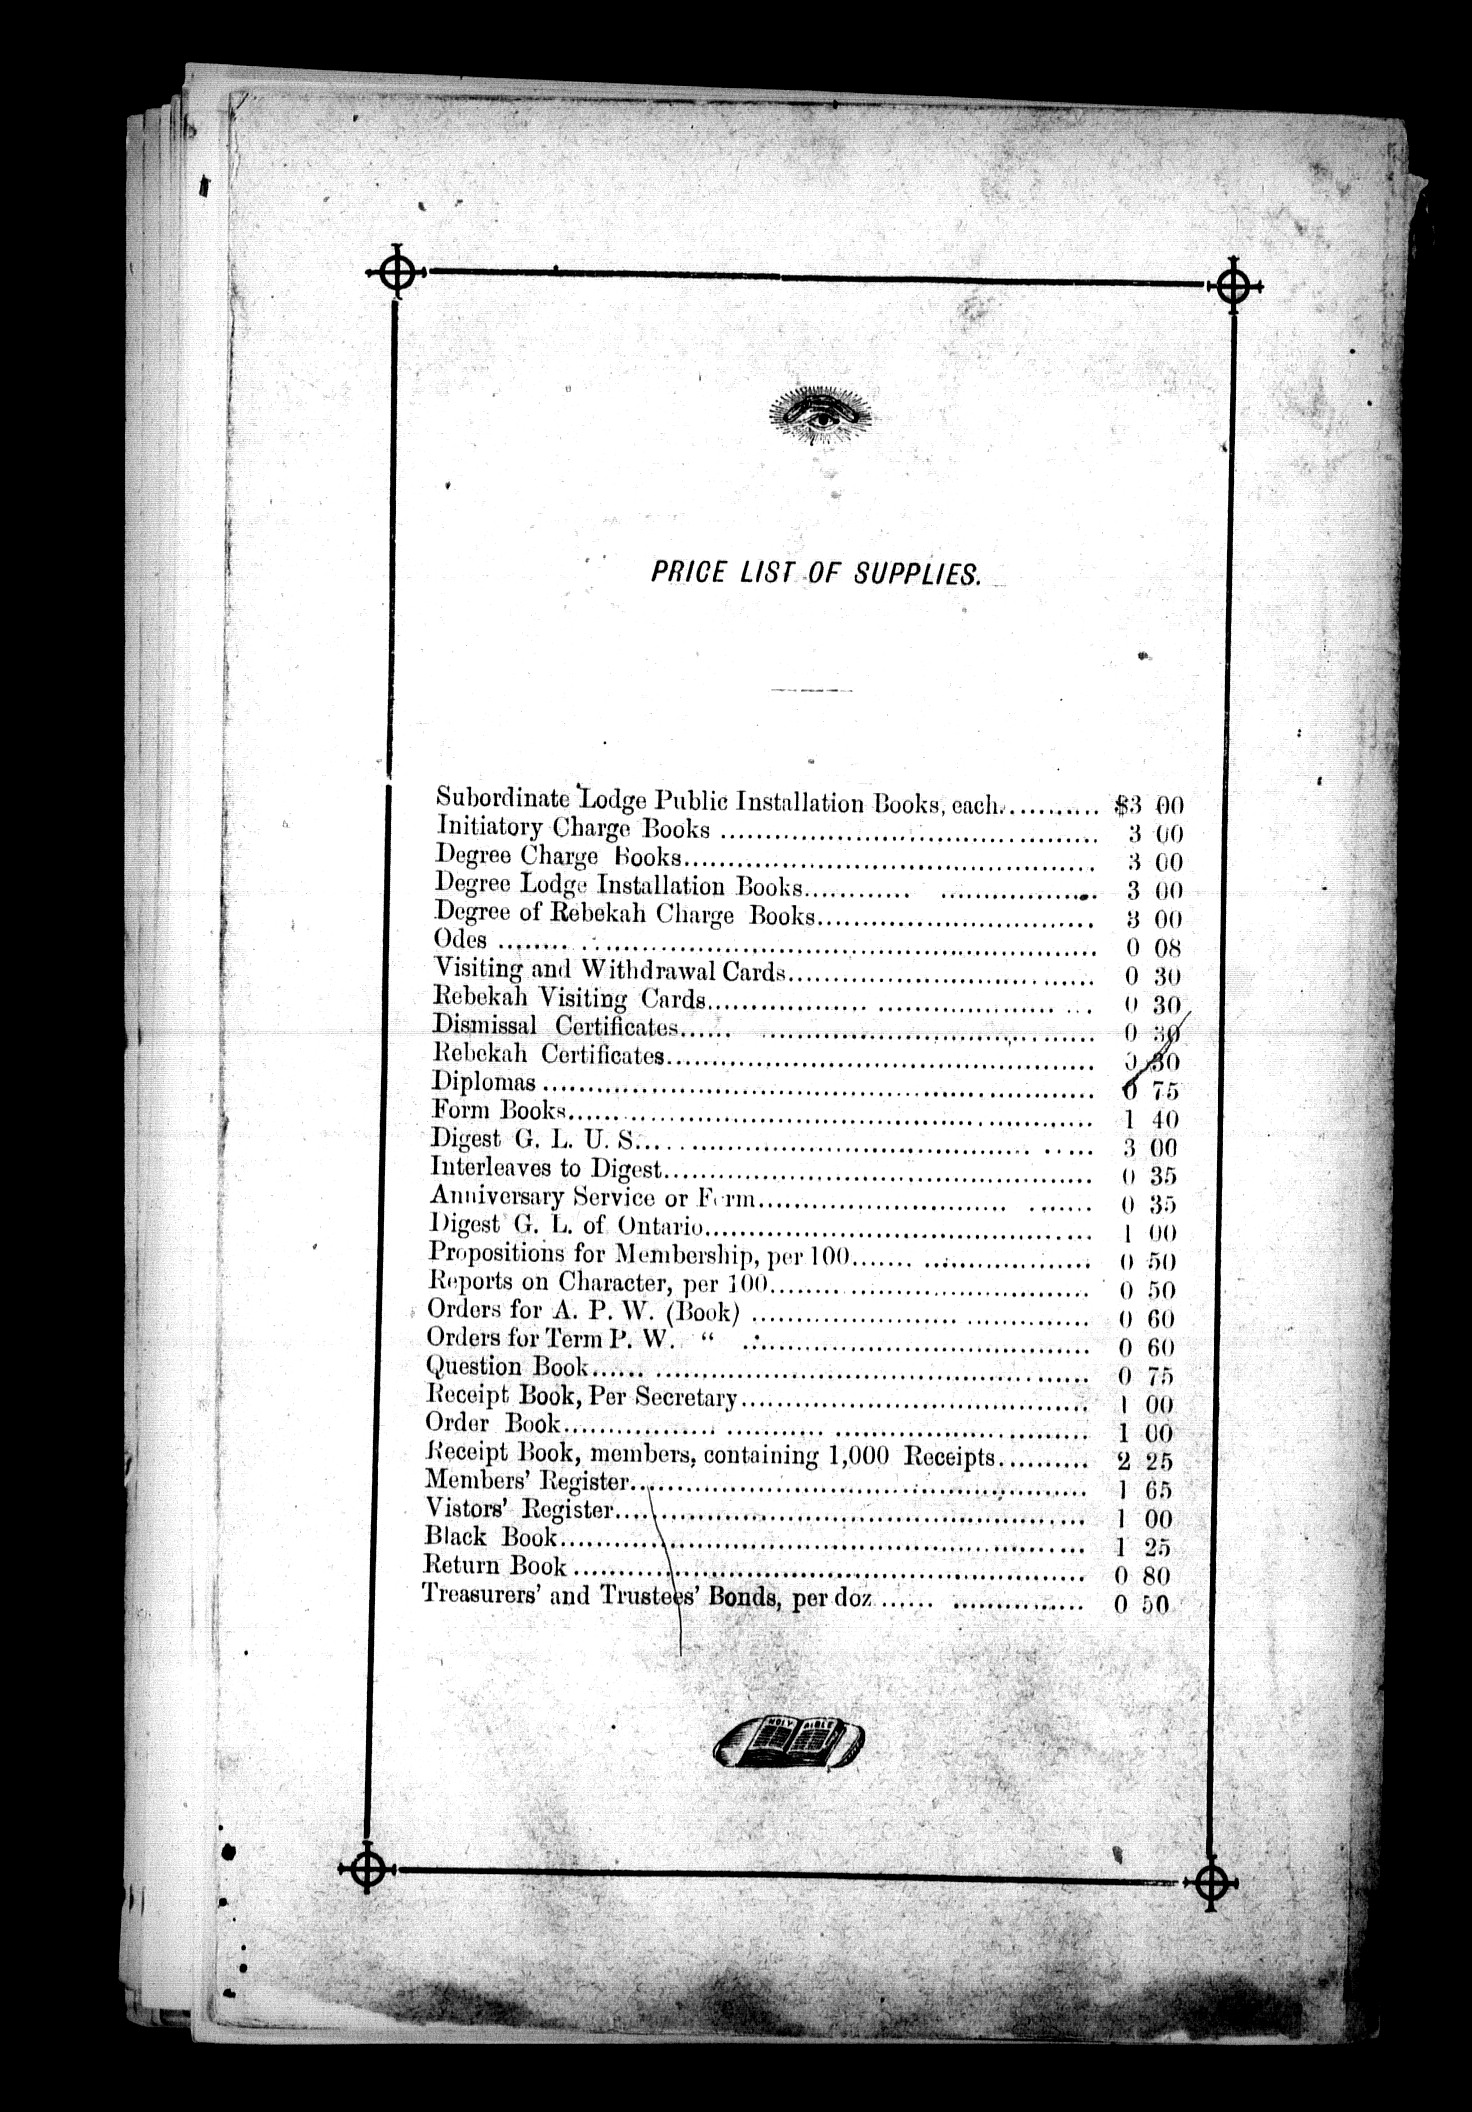 PRICE LIST OF SUPPLIES.
Subordinate Lodge Public Installation Books, each.......... $3 00
Initiatory Charge Books .......... 3 00
Degree Charge Books.......... 3 00
Degree Lodge Installation Books.......... 3 00
Degree of Rebekah Charge Books.......... 3 00
Odes .......... 0 08
Visiting and Withdrawal Cards.......... 0 30
Rebekah Visiting Cards.......... 0 30
Dismissal Certificates.......... 0 30
Rebekah Certificates.......... 0 30
Diplomas .......... 0 75
Form Books.......... 1 40
Digest G. L. U. S.......... 3 00
Interleaves to Digest.......... 0 35
Anniversary Service or Form.......... 0 35
Digest G. L. of Ontario.......... 1 00
Propositions for Membership, per 100.......... 0 50
Reports on Character, per 100.......... 0 50
Orders for A. P. W. (Book) .......... 0 60
Orders for Term P. W. “ .......... 0 60
Question Book.......... 0 75
Receipt Book, Per Secretary.......... 1 00
Order Book.......... 1 00
Receipt Book, members, containing 1,000 Receipts.......... 2 25
Members' Register.......... 1 65
Vistors' Register.......... 1 00
Black Book.......... 1 25
Return Book .......... 0 80
Treasurers' and Trustees' Bonds, per doz .......... 0 50
HOLY BIBLE